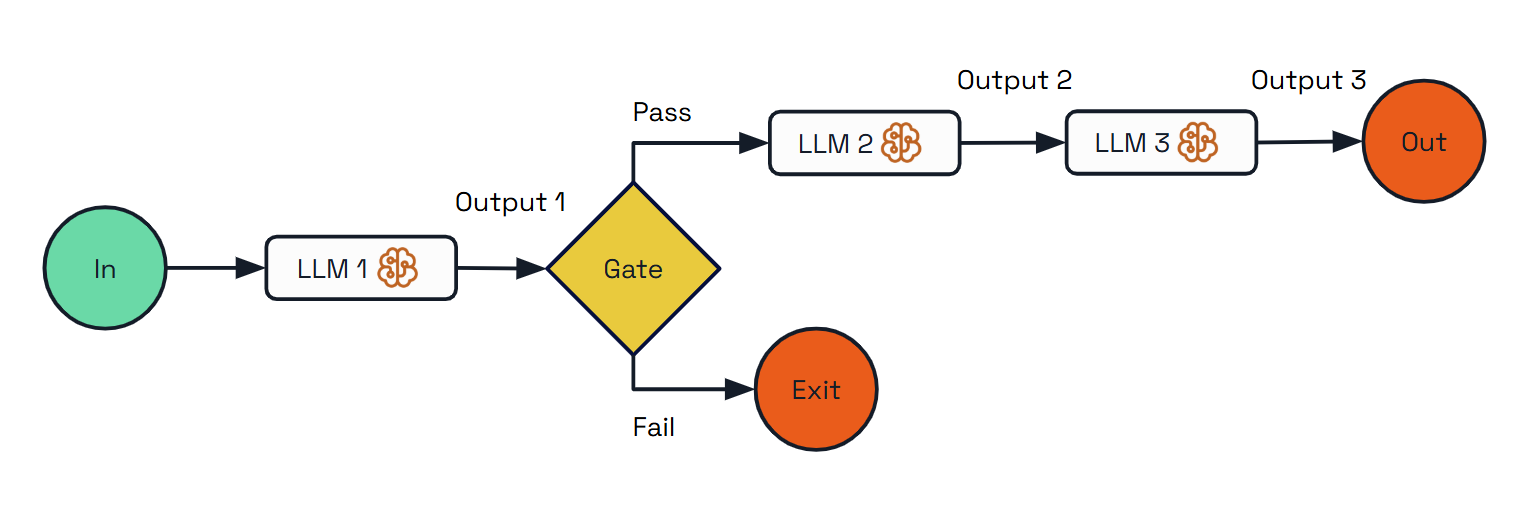 In
LLM 1
Output 1
Gate
Pass
LLM 2
Output 2
LLM 3
Output 3
Out
Fail
Exit